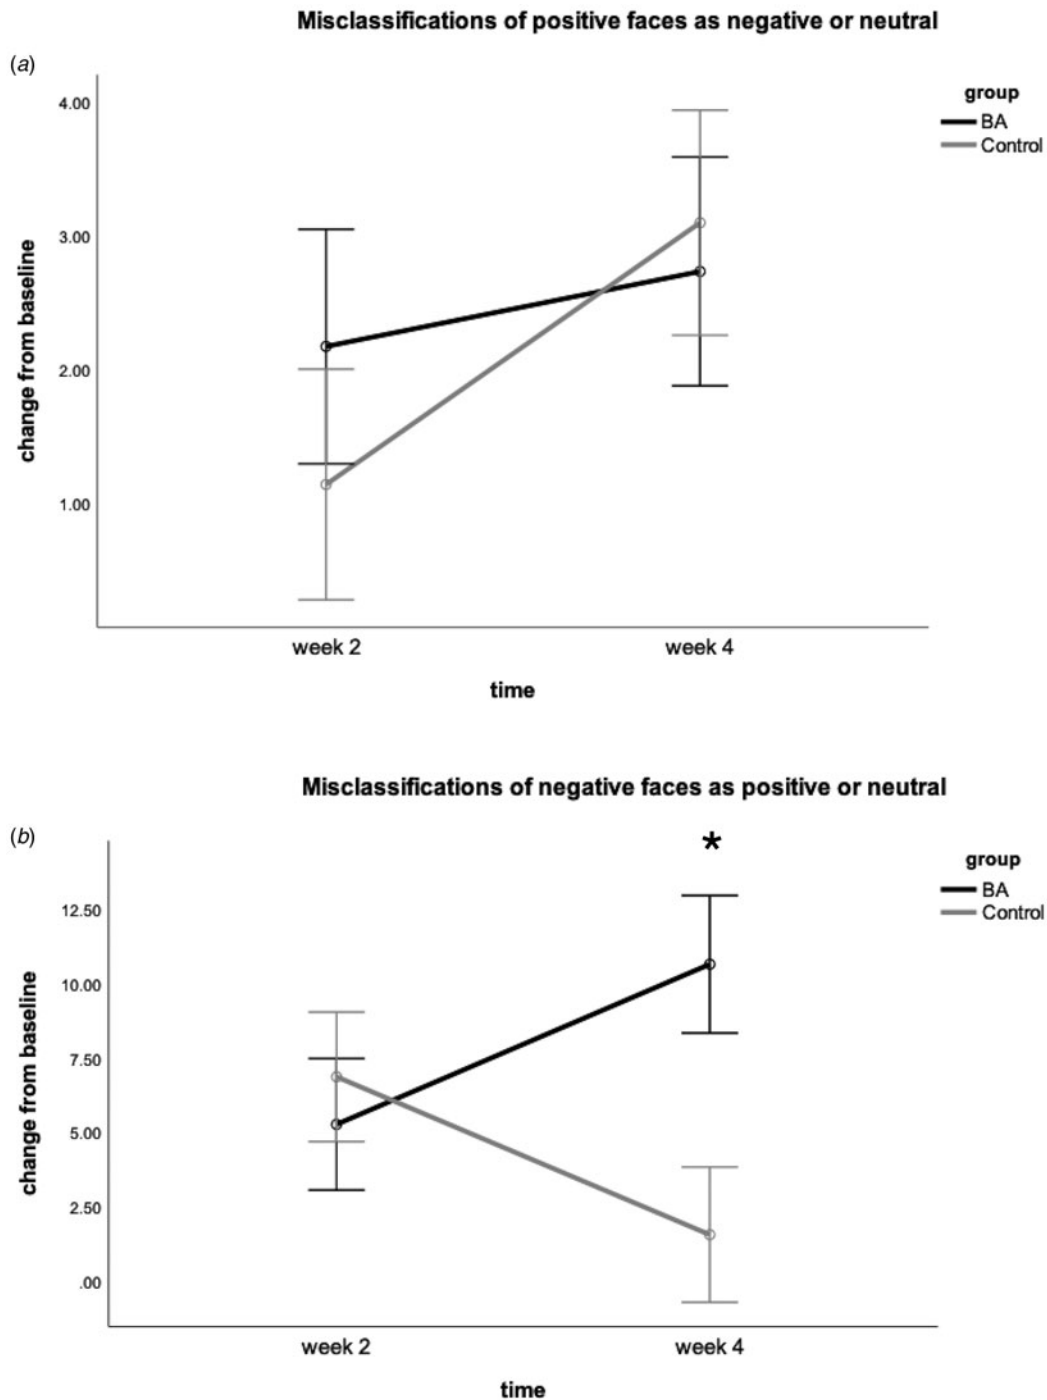 Misclassifications of positive faces as negative or neutral
(a)
4.00
3.00
2.00
1.00
change from baseline
group
BA
Control
week 2
week 4
time
Misclassifications of negative faces as positive or neutral
(b)
*
12.50
10.00
7.50
5.00
2.50
.00
change from baseline
group
BA
Control
week 2
week 4
time